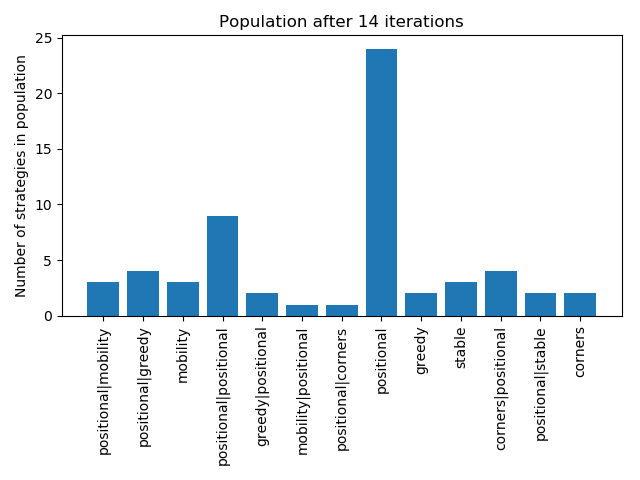 Population after 14 iterations
Number of strategies in population
25
20
15
10
5
0
positional|mobility
positional|greedy
mobility
positional|positional
greedy|positional
mobility|positional
positional|corners
positional
greedy
stable
corners|positional
positional|stable
corners